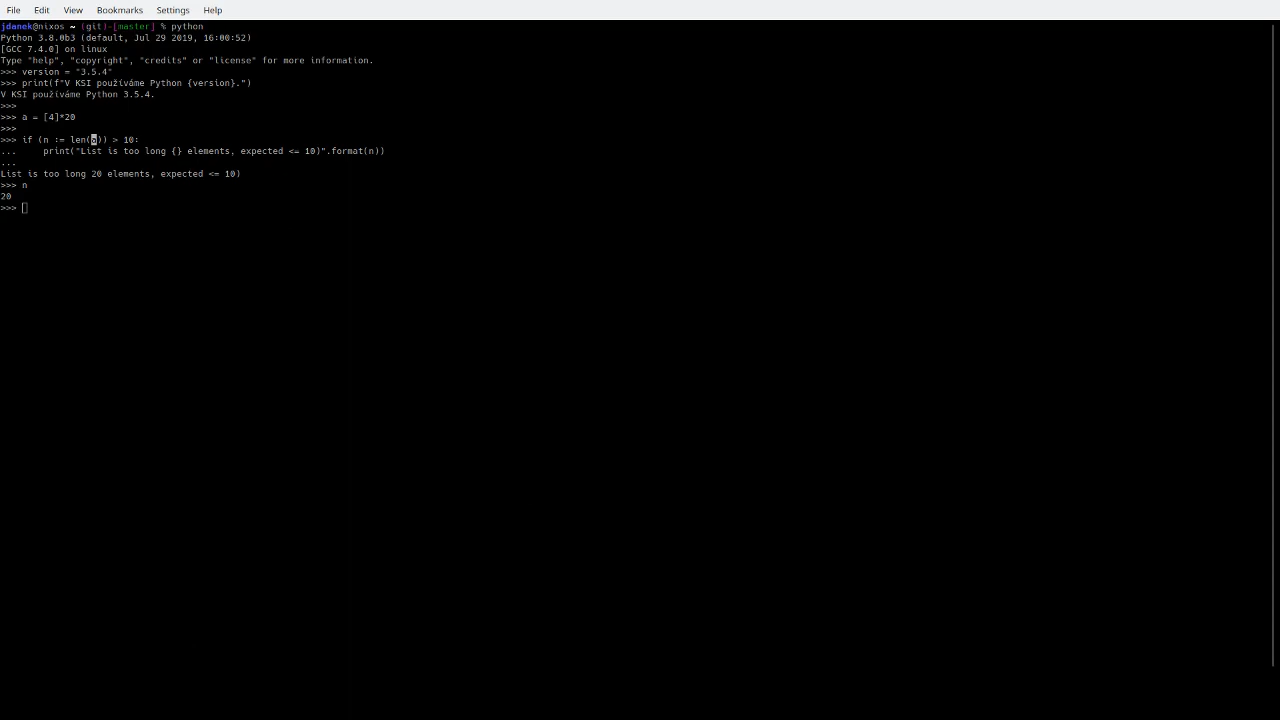 File Edit View Bookmarks Settings Help
jdanek@nixos ~ (git)-[master] % python
Python 3.8.0b3 (default, Jul 29 2019, 16:00:52)
[GCC 7.4.0] on linux
Type "help", "copyright", "credits" or "license" for more information.
>>> version = "3.5.4"
>>> print(f"V KSI používáme Python {version}.")
V KSI používáme Python 3.5.4.
>>>
>>> a = [4]*20
>>>
>>> if (n := len(a)) > 10:
...     print("List is too long {} elements, expected <= 10)".format(n))
...
List is too long 20 elements, expected <= 10)
>>> n
20
>>>